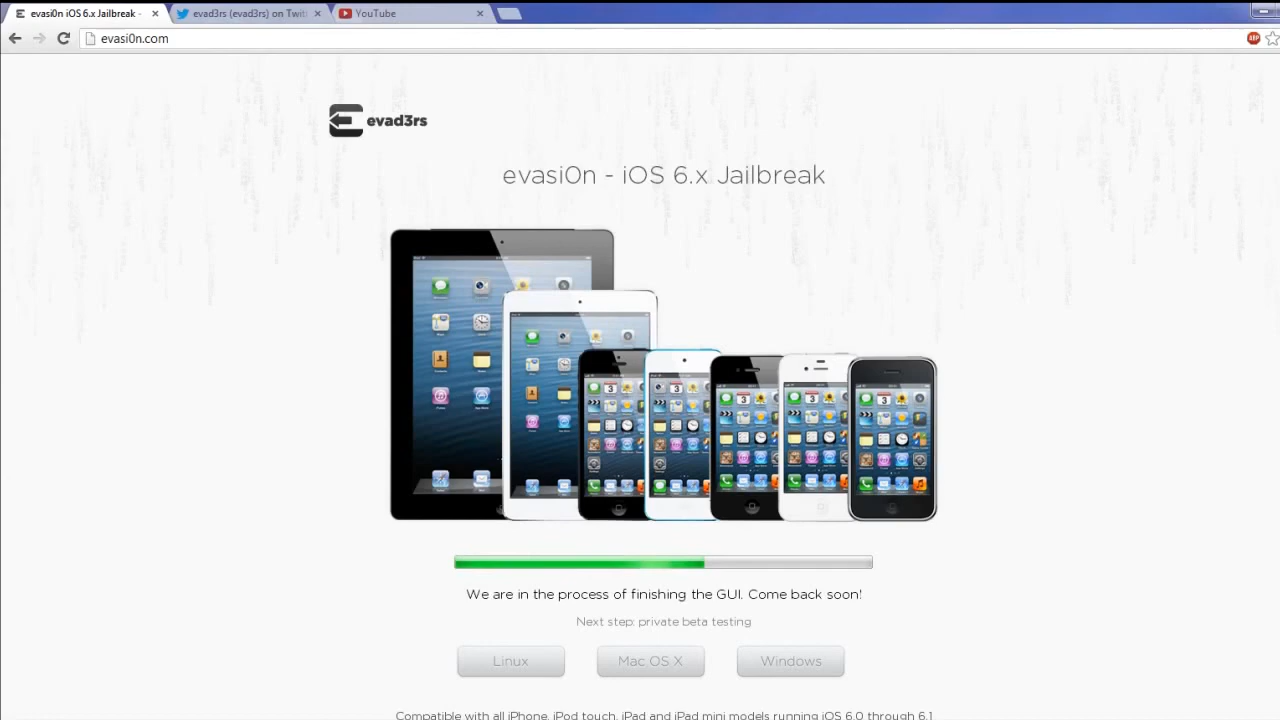 evasi0n iOS 6.x Jailbreak -
evad3rs (evad3rs) on Twitt
YouTube
evasi0n.com
ABP
evad3rs
evasi0n - iOS 6.x Jailbreak
We are in the process of finishing the GUI. Come back soon!
Next step: private beta testing
Linux
Mac OS X
Windows
Compatible with all iPhone, iPod touch, iPad and iPad mini models running iOS 6.0 through 6.1